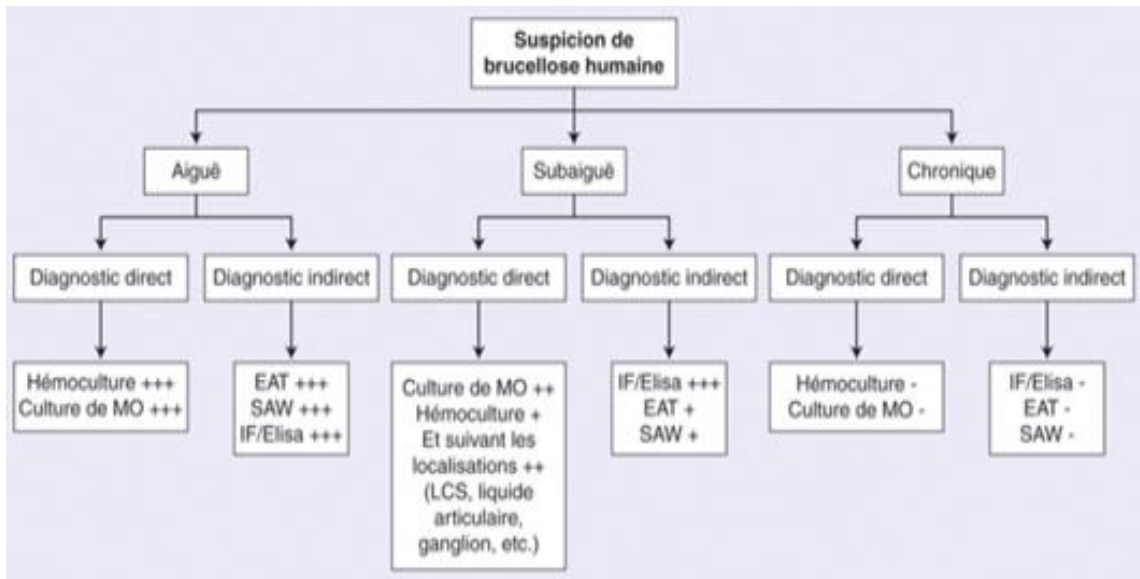 Suspicion de
brucellose humaine
Aiguë
Subaiguë
Chronique
Diagnostic direct
Diagnostic indirect
Diagnostic direct
Diagnostic indirect
Diagnostic direct
Diagnostic indirect
Hémoculture +++
Culture de MO +++
EAT +++
SAW +++
IF/Elisa +++
Culture de MO ++
Hémoculture +
Et suivant les
localisations ++
(LCS, liquide
articulaire,
ganglion, etc.)
IF/Elisa +++
EAT +
SAW +
Hémoculture -
Culture de MO -
IF/Elisa -
EAT -
SAW -